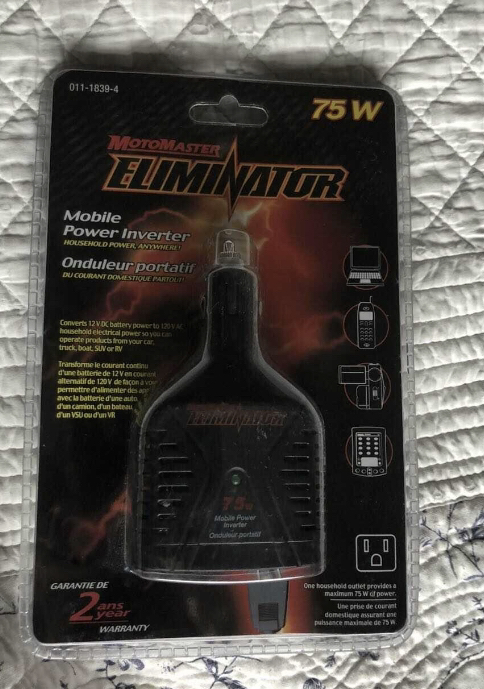 011-1839-4
75 W
MOTOMASTER
ELIMINATOR
Mobile
Power Inverter
HOUSEHOLD POWER, ANYWHERE!
Onduleur portatif
DU COURANT DOMESTIQUE PARTOUT!
Converts 12 V DC battery power to 120 V AC
household electrical power so you can
operate products from your car,
truck, boat, SUV or RV
Transforme le courant continu
d'une batterie de 12 V en courant
alternatif de 120 V de façon à vous
permettre d'alimenter des
avec la batterie d'une auto,
d'un camion, d'un bateau,
d'un VSU ou d'un VR
ELIMINATOR
75W
Mobile Power
Inverter
Onduleur portatif
GARANTIE DE
2 ans
year
WARRANTY
One household outlet provides a
maximum 75 W of power.
Une prise de courant
domestique assurant une
puissance maximale de 75 W